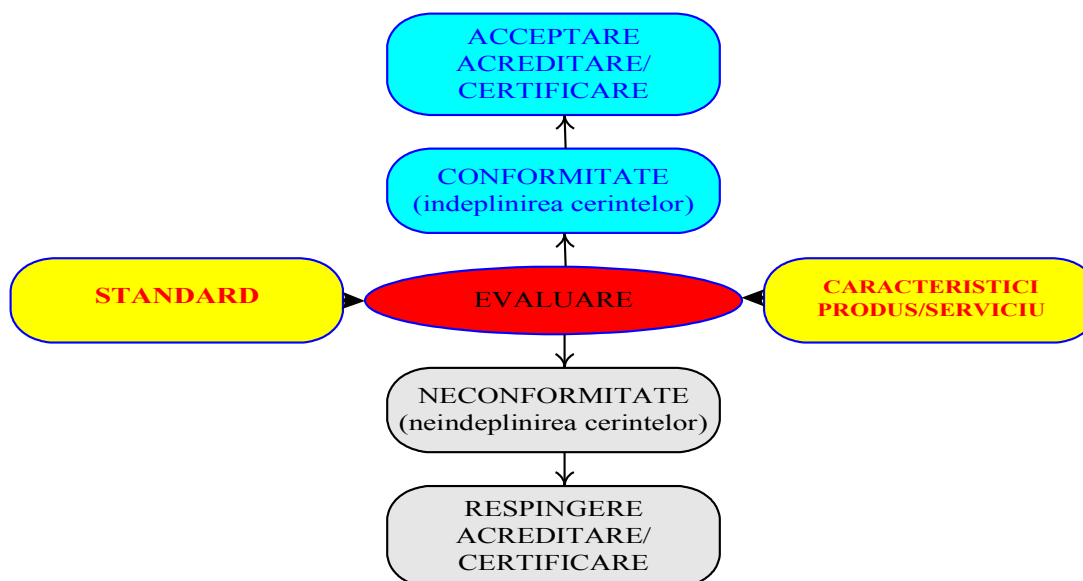 ACCEPTARE
ACREDITARE/
CERTIFICARE
CONFORMITATE
(indeplinirea cerintelor)
STANDARD
EVALUARE
CARACTERISTICI
PRODUS/SERVICIU
NECONFORMITATE
(neindeplinirea cerintelor)
RESPINGERE
ACREDITARE/
CERTIFICARE